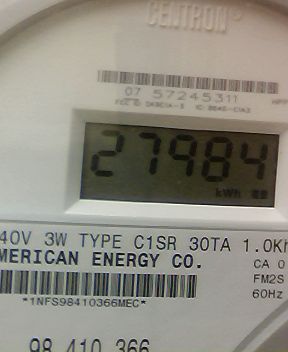 CENTRON®
07 57245311
27984
kWh
40V 3W TYPE C1SR 30TA 1.0Kh
MERICAN ENERGY CO.
CA 0
FM2S
60Hz
*1NFS98410366MEC*
98 410 366